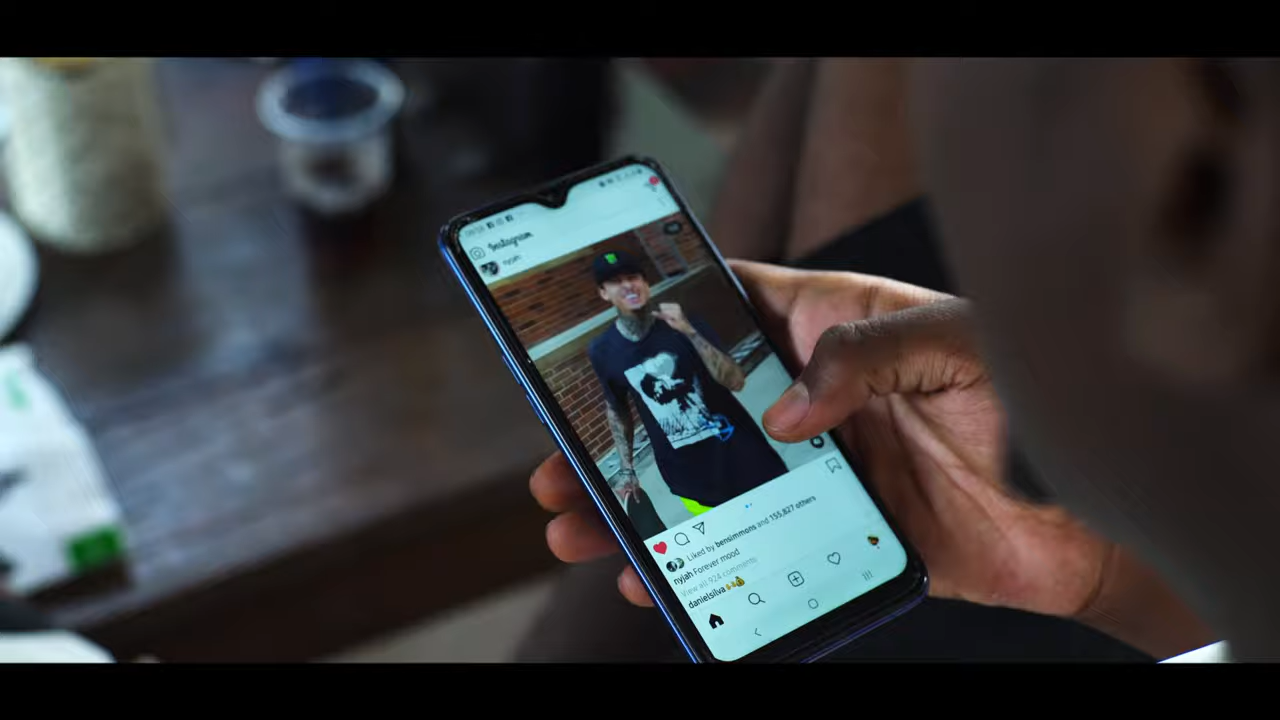 Instagram
nyjah
Liked by bensimmons and 155,827 others
nyjah Forever mood
View all 924 comments
danielsilva